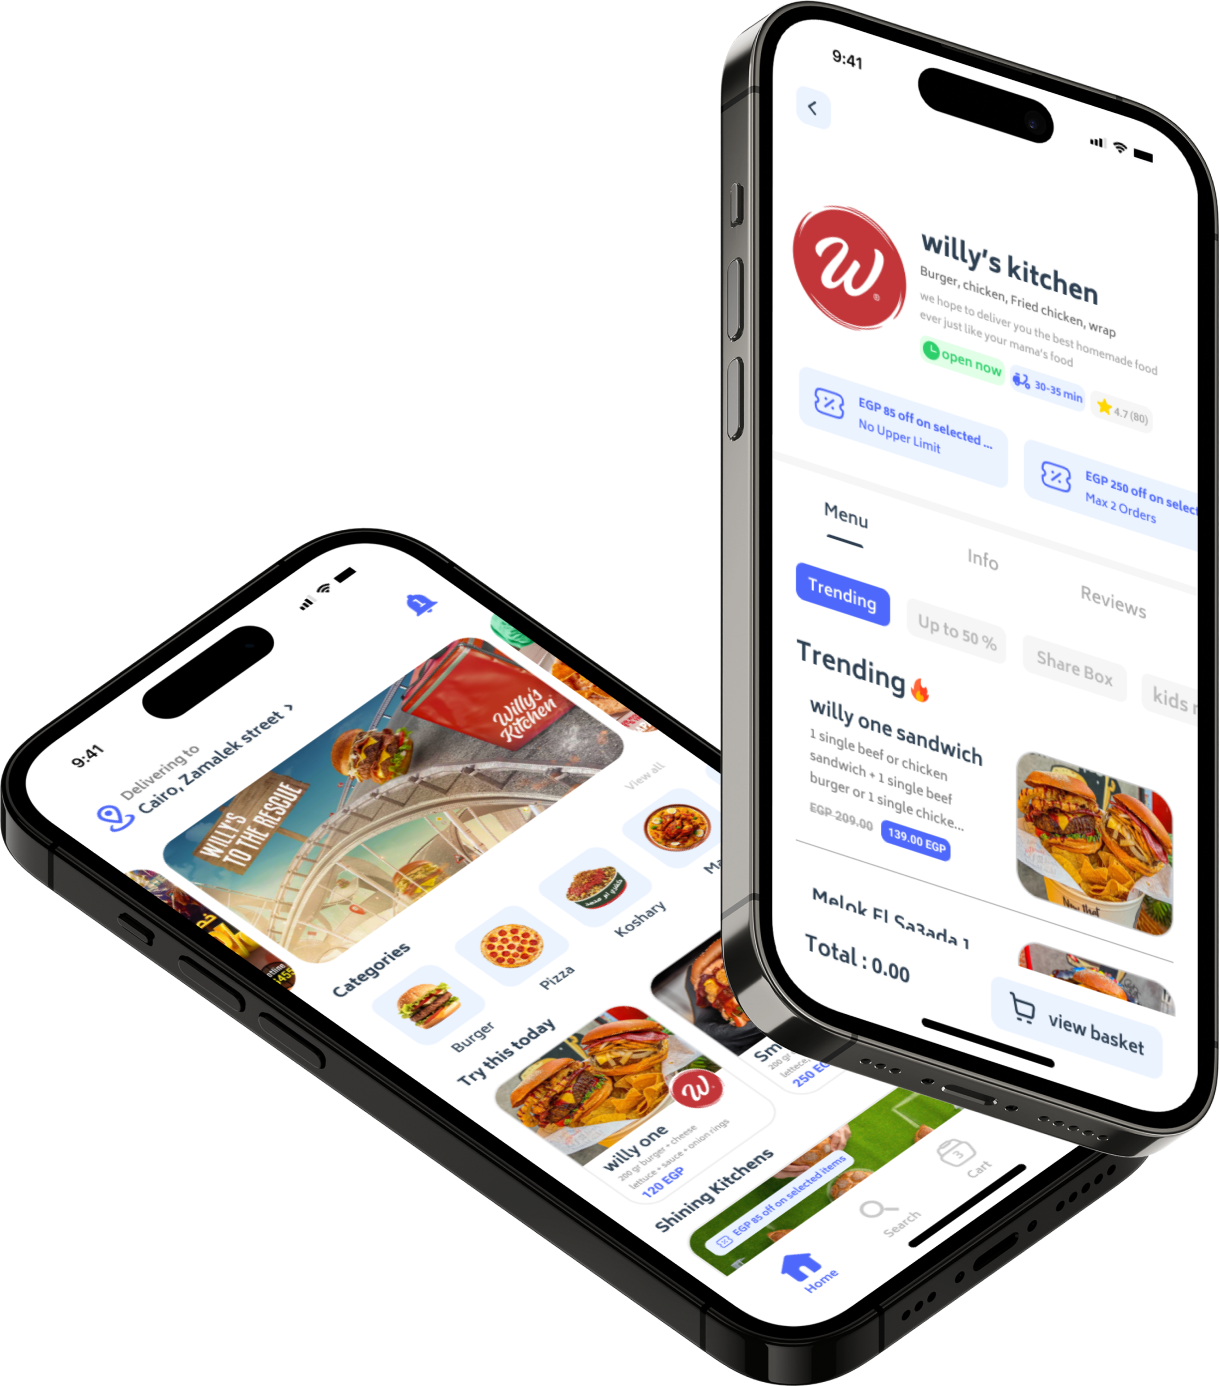 9:41
willy's kitchen
Burger, chicken, Fried chicken, wrap
we hope to deliver you the best homemade food
ever just like your mama's food
open now
30-35 min
4.7 (80)
W
EGP 85 off on selected ...
No Upper Limit
EGP 250 off on select
Max 2 Orders
Menu
Info
Reviews
Trending
Up to 50 %
Share Box
kids
Trending
willy one sandwich
1 single beef or chicken
sandwich + 1 single beef
burger or 1 single chicke...
EGP 209.00
139.00 EGP
Melok El Sa3ada 1
Total : 0.00
view basket
9:41
1
Delivering to
Cairo, Zamalek street >
WILLY'S
TO THE RESCUE
Willy's
Kitchen
View all
Categories
Burger
Pizza
Koshary
Ma
Try this today
W
willy one
200 gr burger • cheese
lettuce • sauce • onion rings
120 EGP
Sm
200 gr
lettece,
250 EG
Shining Kitchens
EGP 85 off on selected items
Home
Search
3
Cart